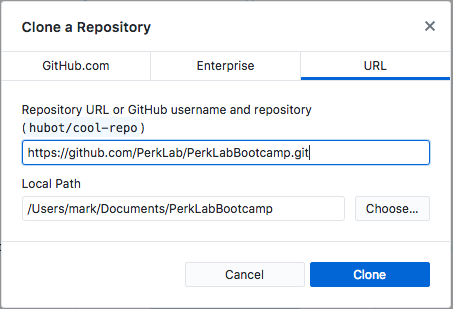 Clone a Repository
GitHub.com
Enterprise
URL
Repository URL or GitHub username and repository
(hubot/cool-repo)
https://github.com/PerkLab/PerkLabBootcamp.git
Local Path
/Users/mark/Documents/PerkLabBootcamp
Choose...
Cancel
Clone